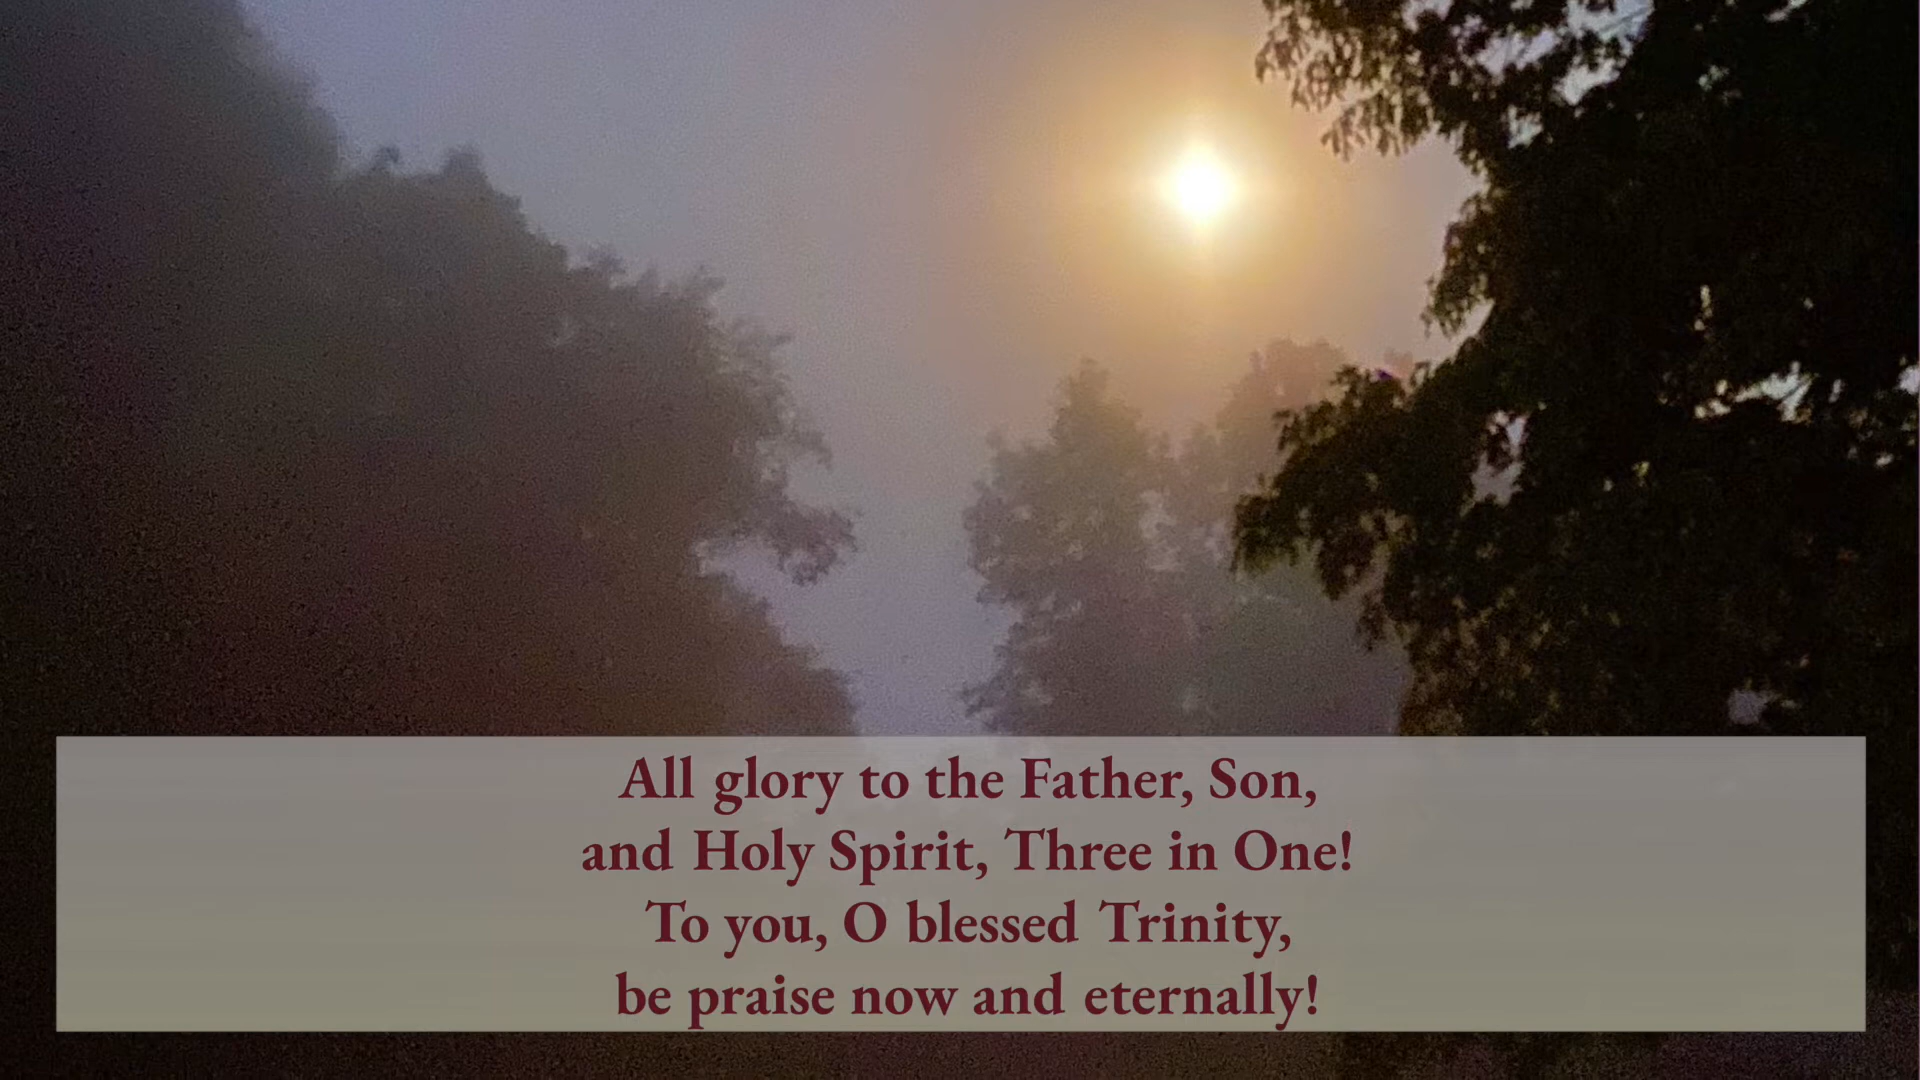 All glory to the Father, Son,
and Holy Spirit, Three in One!
To you, O blessed Trinity,
be praise now and eternally!